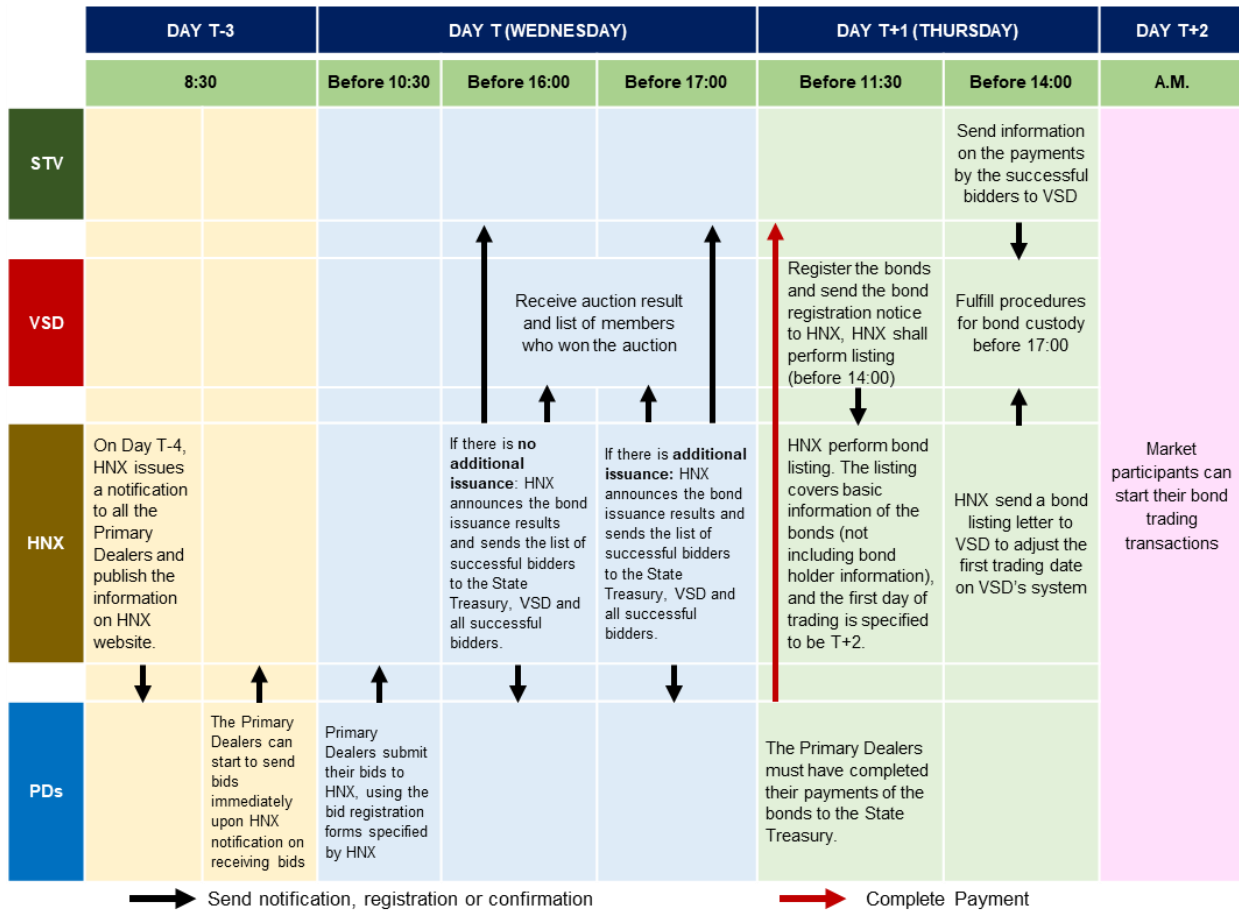 DAY T-3
DAY T (WEDNESDAY)
DAY T+1 (THURSDAY)
DAY T+2
8:30
Before 10:30
Before 16:00
Before 17:00
Before 11:30
Before 14:00
A.M.
STV
Send information
on the payments
by the successful
bidders to VSD
VSD
Receive auction result
and list of members
who won the auction
Register the bonds
and send the bond
registration notice
to HNX, HNX shall
perform listing
(before 14:00)
Fulfill procedures
for bond custody
before 17:00
HNX
On Day T-4,
HNX issues
a notification
to all the
Primary
Dealers and
publish the
information
on HNX
website.
If there is no
additional
issuance: HNX
announces the bond
issuance results
and sends the list of
successful bidders
to the State
Treasury, VSD and
all successful
bidders.
If there is additional
issuance: HNX
announces the bond
issuance results and
sends the list of
successful bidders
to the State
Treasury, VSD and
all successful
bidders.
HNX perform bond
listing. The listing
covers basic
information of the
bonds (not
including bond
holder information),
and the first day of
trading is specified
to be T+2.
HNX send a bond
listing letter to
VSD to adjust the
first trading date
on VSD's system
Market
participants can
start their bond
trading
transactions
PDs
The Primary
Dealers can
start to send
bids
immediately
upon HNX
notification on
receiving bids
Primary
Dealers submit
their bids to
HNX, using the
bid registration
forms specified
by HNX
The Primary Dealers
must have completed
their payments of the
bonds to the State
Treasury.
Send notification, registration or confirmation
Complete Payment